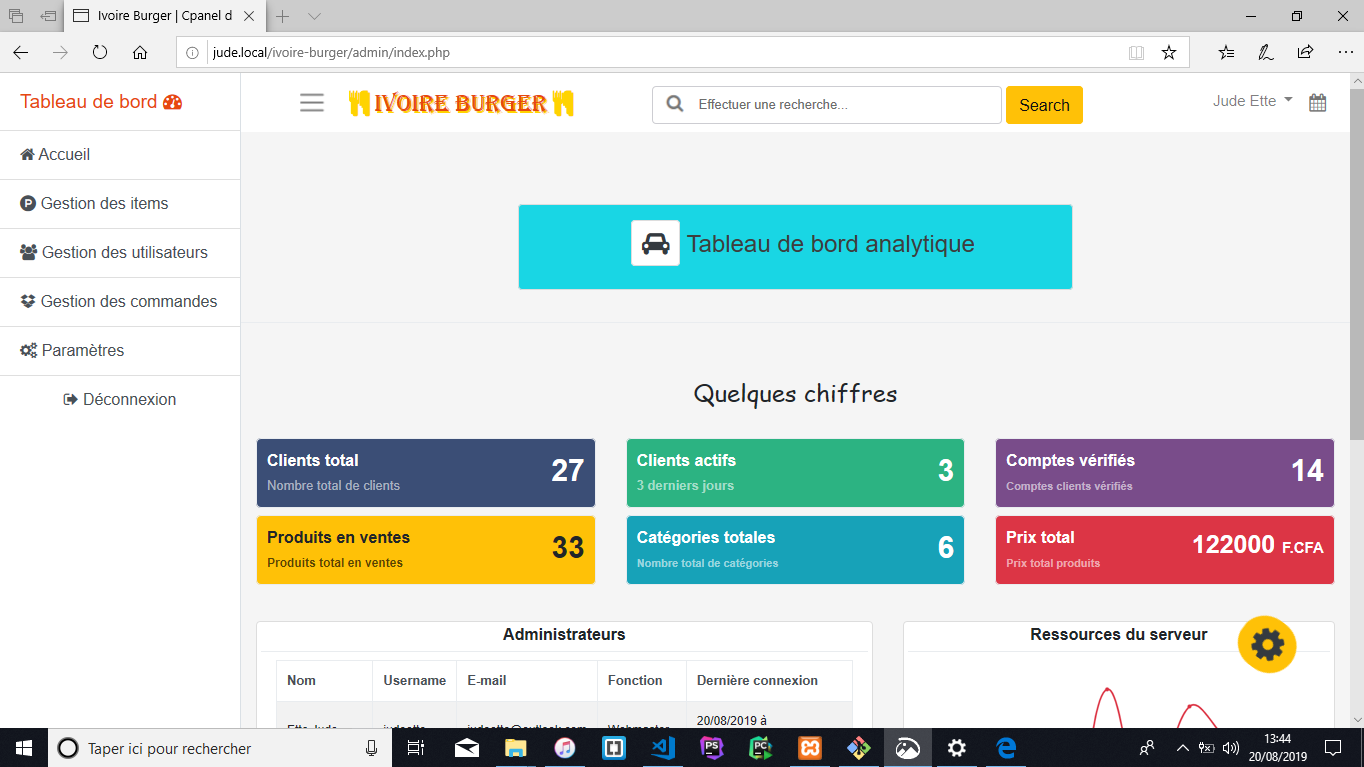 Ivoire Burger | Cpanel d
jude.local/ivoire-burger/admin/index.php
Tableau de bord
IVOIRE BURGER
Effectuer une recherche...
Search
Jude Ette
Accueil
Gestion des items
Gestion des utilisateurs
Gestion des commandes
Paramètres
Déconnexion
Tableau de bord analytique
Quelques chiffres
Clients total
27
Nombre total de clients
Clients actifs
3
3 derniers jours
Comptes vérifiés
14
Comptes clients vérifiés
Produits en ventes
33
Produits total en ventes
Catégories totales
6
Nombre total de catégories
Prix total
122000 F.CFA
Prix total produits
Administrateurs
Nom Username E-mail Fonction Dernière connexion
20/08/2019 à
Ette Jude judeette judeette@outlook.com Webmaster
Ressources du serveur
Taper ici pour rechercher
PS
PC
13:44
20/08/2019